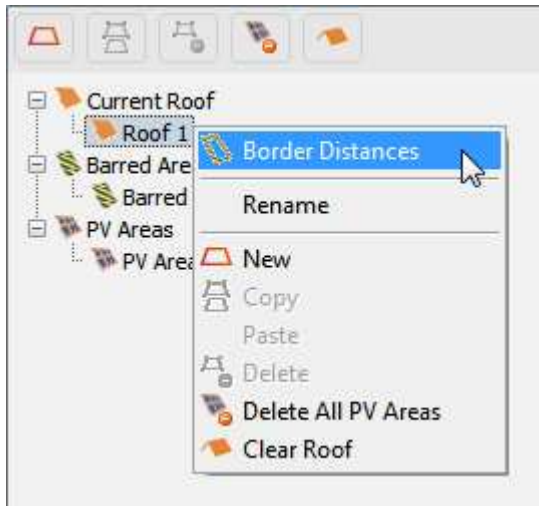 Current Roof
Roof 1
Border Distances
Barred Are
Barred
Rename
PV Areas
PV Area
New
Copy
Paste
Delete
Delete All PV Areas
Clear Roof